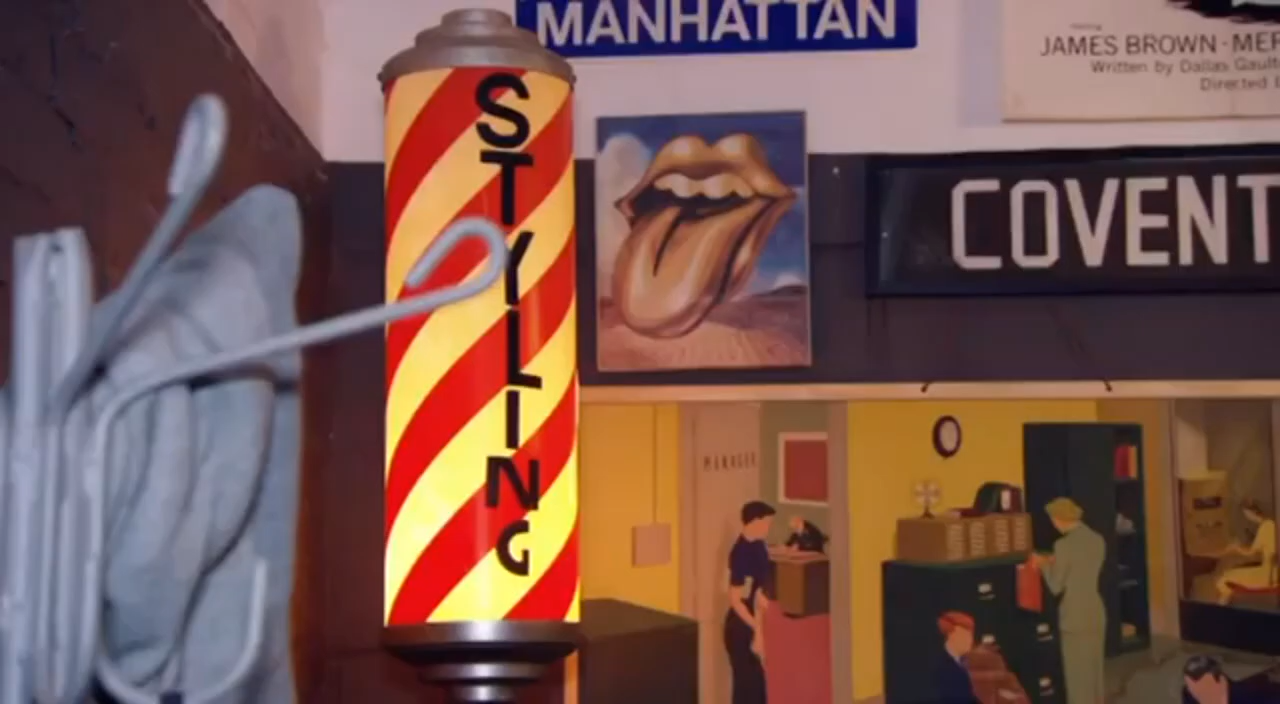 MANHATTAN
JAMES BROWN - MER
Written by Dallas Gault
Directed
STYLING
COVENT
MANAGER